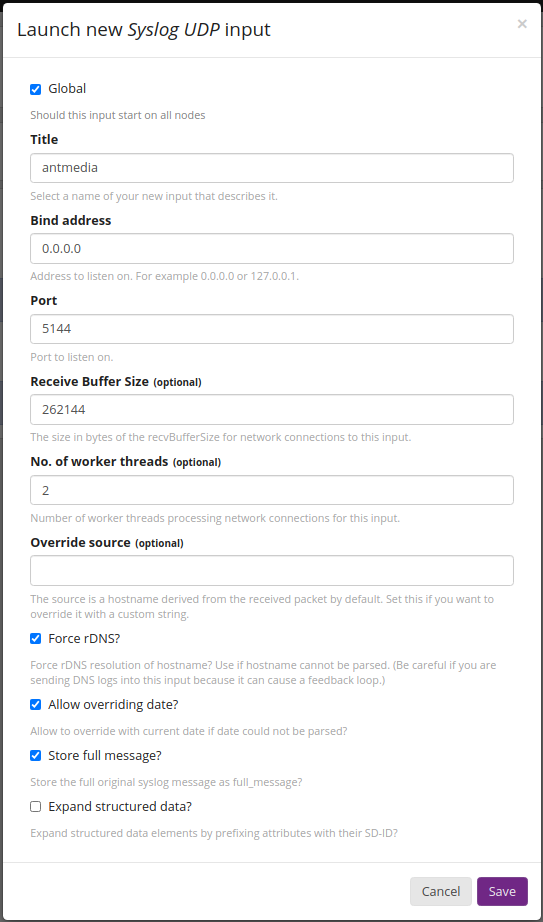 Launch new Syslog UDP input
×
Global
Should this input start on all nodes
Title
antmedia
Select a name of your new input that describes it.
Bind address
0.0.0.0
Address to listen on. For example 0.0.0.0 or 127.0.0.1.
Port
5144
Port to listen on.
Receive Buffer Size (optional)
262144
The size in bytes of the recvBufferSize for network connections to this input.
No. of worker threads (optional)
2
Number of worker threads processing network connections for this input.
Override source (optional)
The source is a hostname derived from the received packet by default. Set this if you want to
override it with a custom string.
Force rDNS?
Force rDNS resolution of hostname? Use if hostname cannot be parsed. (Be careful if you are
sending DNS logs into this input because it can cause a feedback loop.)
Allow overriding date?
Allow to override with current date if date could not be parsed?
Store full message?
Store the full original syslog message as full_message?
Expand structured data?
Expand structured data elements by prefixing attributes with their SD-ID?
Cancel Save